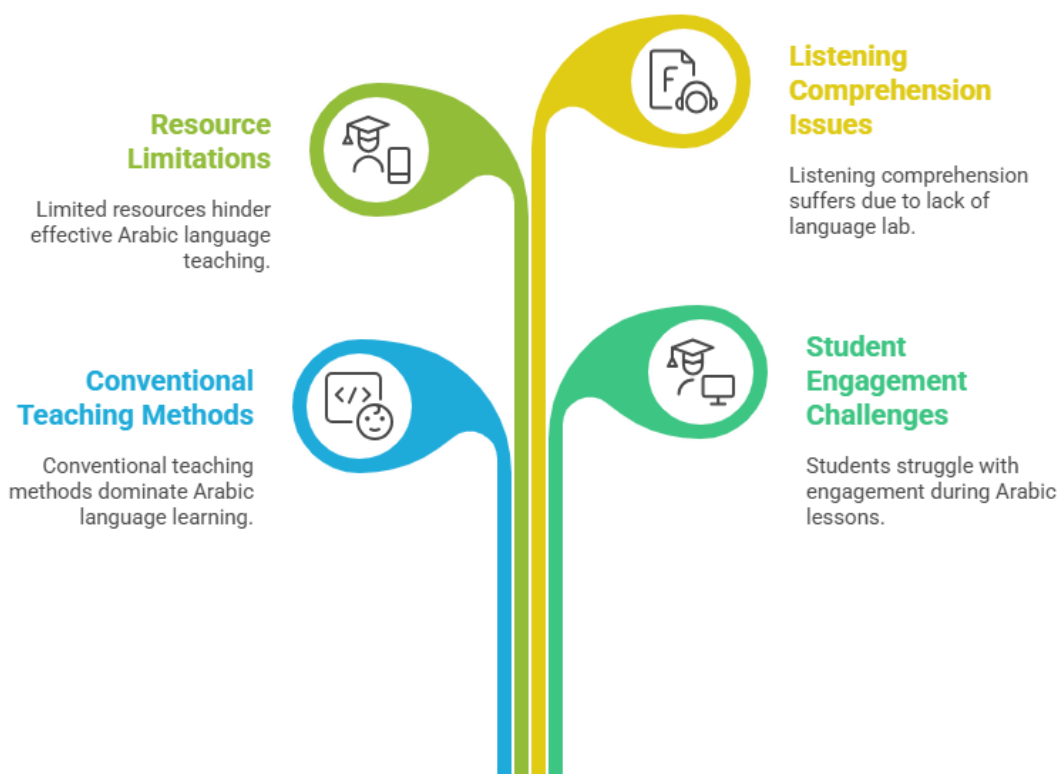 Resource
Limitations
Limited resources hinder
effective Arabic language
teaching.
F
Listening
Comprehension
Issues
Listening comprehension
suffers due to lack of
language lab.
Conventional
Teaching Methods
Conventional teaching
methods dominate Arabic
language learning.
</>
Student
Engagement
Challenges
Students struggle with
engagement during Arabic
lessons.